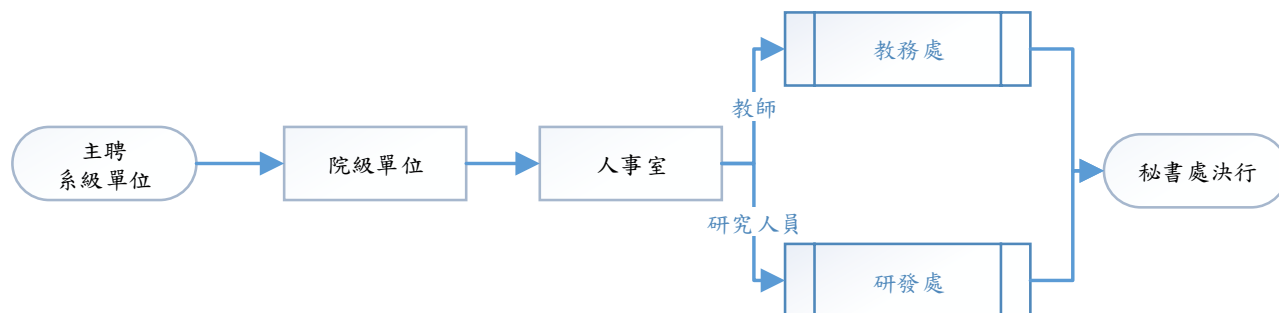 主聘
系級單位
院級單位
人事室
教師
研究人員
教務處
研發處
秘書處決行